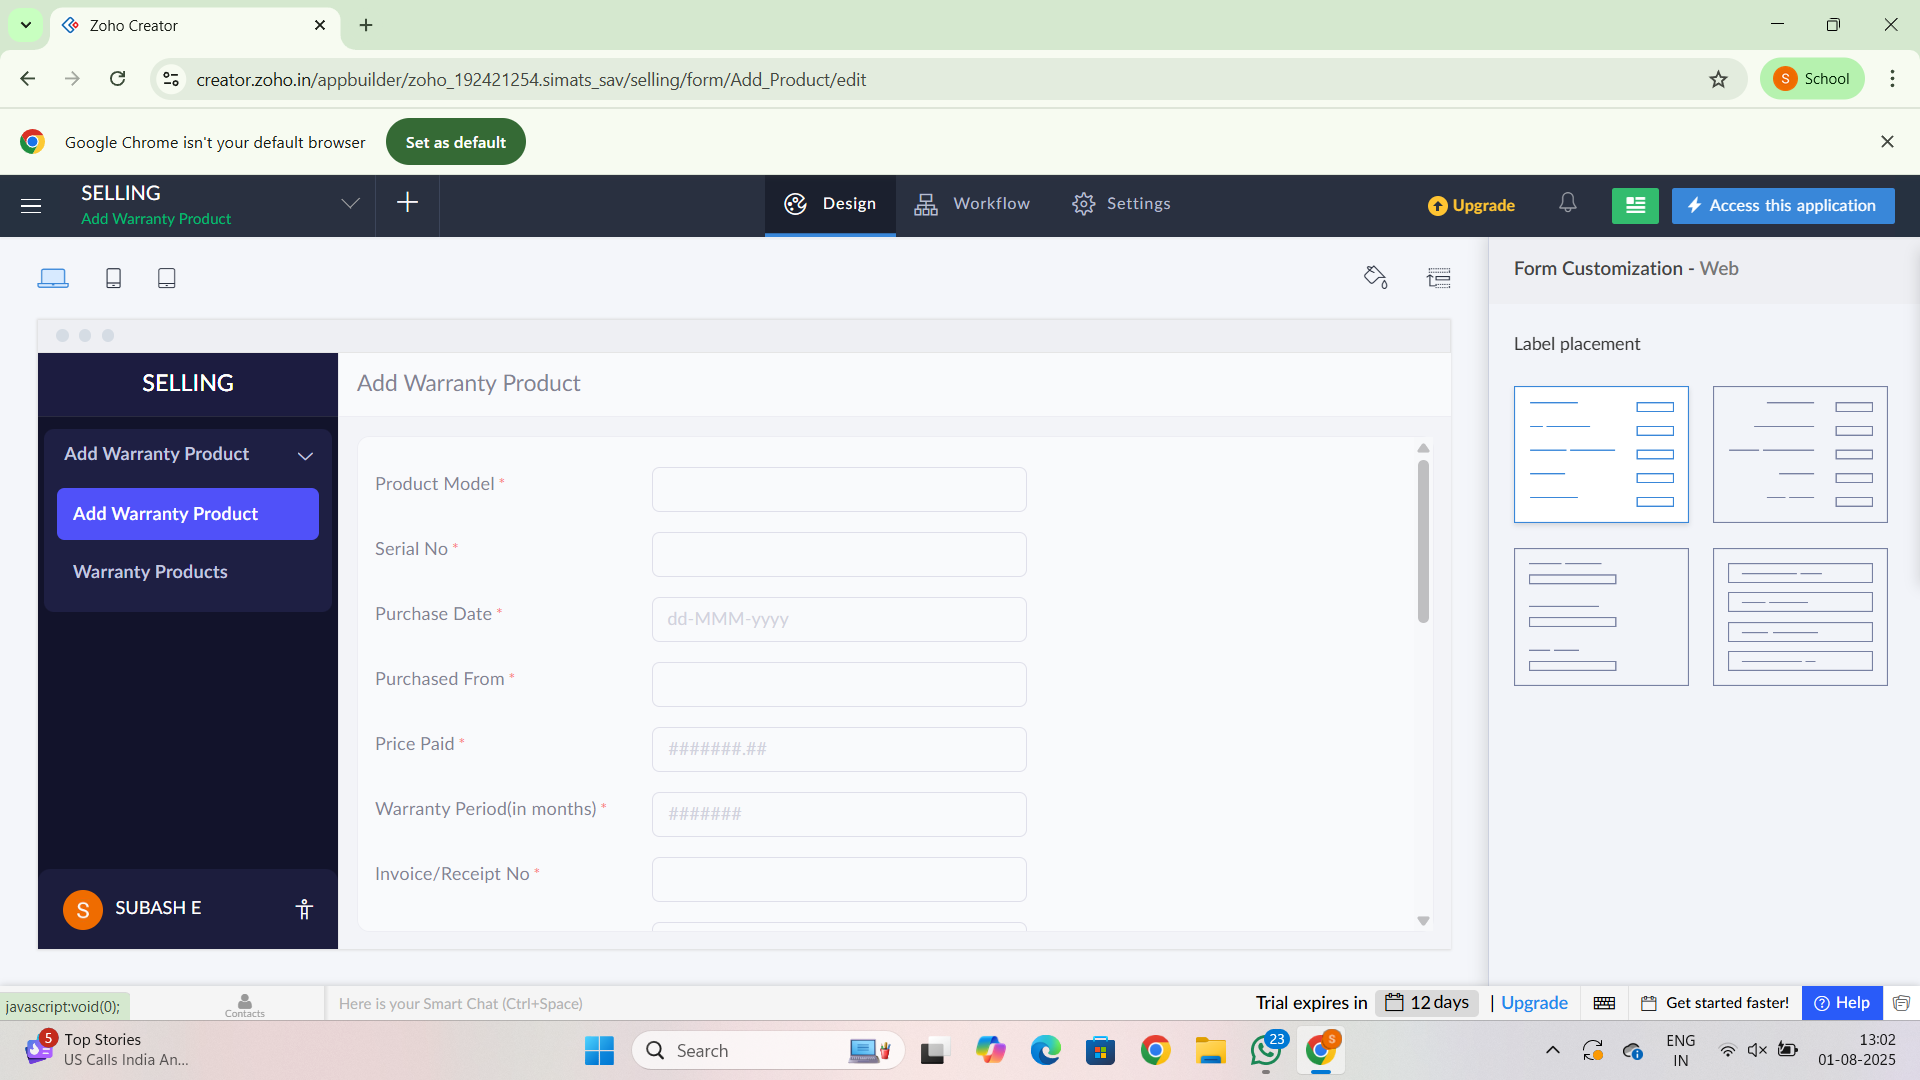 Zoho Creator
creator.zoho.in/appbuilder/zoho_192421254.simats_sav/selling/form/Add_Product/edit
S School
Google Chrome isn't your default browser
Set as default
SELLING
Add Warranty Product
Design
Workflow
Settings
Upgrade
Access this application
Form Customization - Web
Label placement
SELLING
Add Warranty Product
Add Warranty Product
Add Warranty Product
Warranty Products
Product Model *
Serial No *
Purchase Date *
dd-MMM-yyyy
Purchased From *
Price Paid *
#######.##
Warranty Period(in months) *
#######
Invoice/Receipt No *
S SUBASH E
javascript:void(0);
Contacts
Here is your Smart Chat (Ctrl+Space)
Trial expires in 12 days | Upgrade
Get started faster!
Help
5
Top Stories
US Calls India An...
Search
23
S
ENG
IN
13:02
01-08-2025